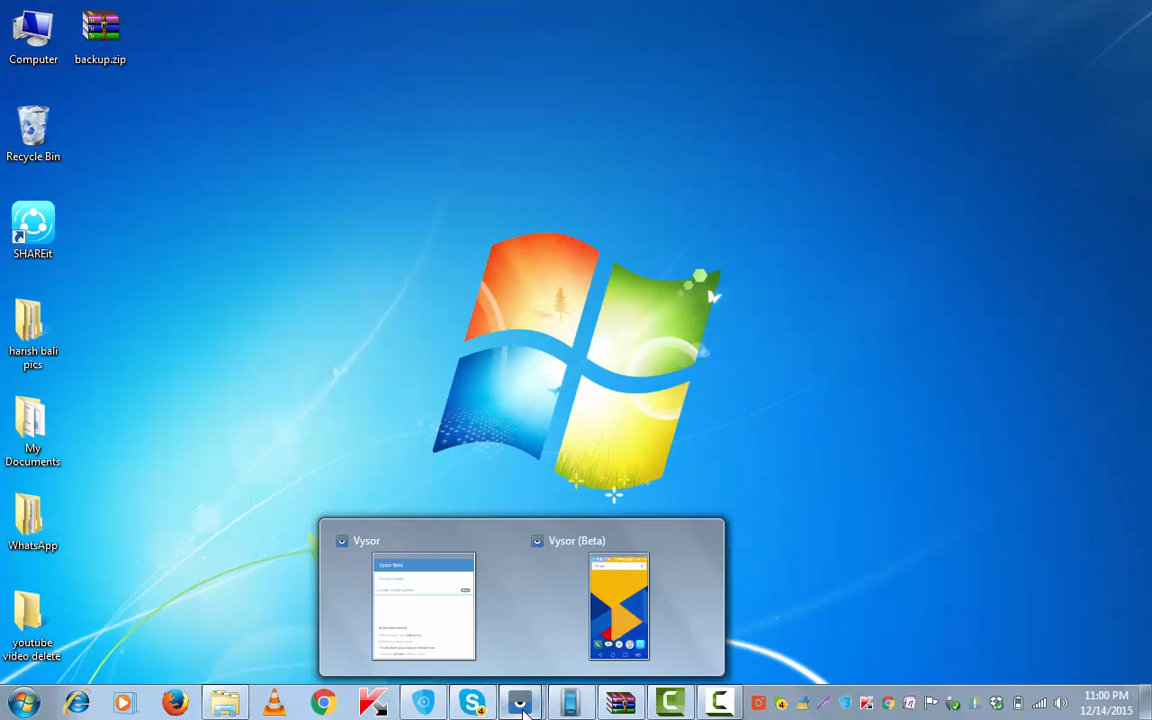 Computer
backup.zip
Recycle Bin
SHAREit
harish bali
pics
My
Documents
WhatsApp
youtube
video delete
Vysor
Vysor (Beta)
Vysor Beta
4
11:00 PM
12/14/2015